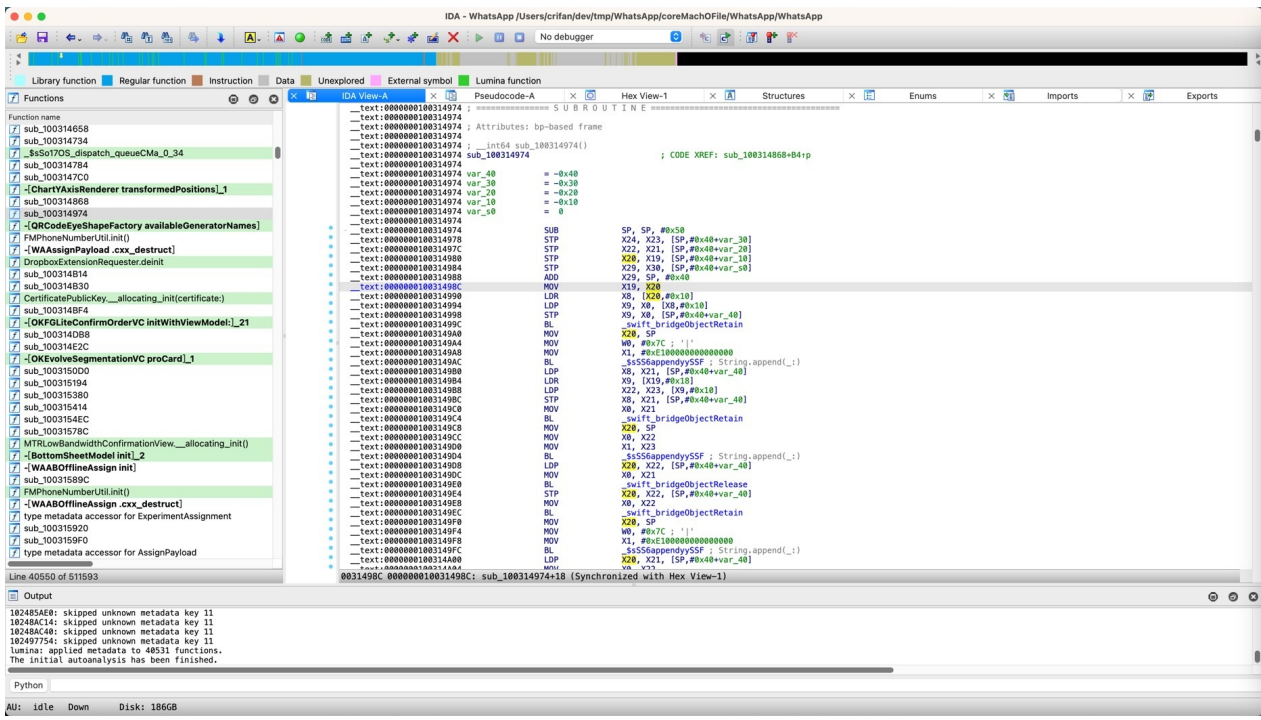 IDA - WhatsApp /Users/crifan/dev/tmp/WhatsApp/coreMachOFile/WhatsApp/WhatsApp
No debugger
Library function Regular function Instruction Data Unexplored External symbol Lumina function
Functions
Function name
sub_100314658
sub_100314734
_$sSo17OS_dispatch_queueCMa_0_34
sub_100314784
sub_1003147C0
-[ChartYAxisRenderer transformedPositions]_1
sub_100314868
sub_100314974
-[QRCodeEyeShapeFactory availableGeneratorNames]
FMPhoneNumberUtil.init()
-[WAAssignPayload .cxx_destruct]
DropboxExtensionRequester.deinit
sub_100314B14
sub_100314B30
CertificatePublicKey.__allocating_init(certificate:)
sub_100314BF4
-[OKFGLiteConfirmOrderVC initWithViewModel:]_21
sub_100314DB8
sub_100314E2C
-[OKEvolveSegmentationVC proCard]_1
sub_1003150D0
sub_100315194
sub_100315380
sub_100315414
sub_1003154EC
sub_10031578C
MTRLowBandwidthConfirmationView.__allocating_init()
-[BottomSheetModel init]_2
-[WAABOfflineAssign init]
sub_10031589C
FMPhoneNumberUtil.init()
-[WAABOfflineAssign .cxx_destruct]
type metadata accessor for ExperimentAssignment
sub_100315920
sub_1003159F0
type metadata accessor for AssignPayload
Line 40550 of 511593
IDA View-A Pseudocode-A Hex View-1 Structures Enums Imports Exports
__text:0000000100314974 ; =============== S U B R O U T I N E =======================================
__text:0000000100314974
__text:0000000100314974 ; Attributes: bp-based frame
__text:0000000100314974
__text:0000000100314974 ; __int64 sub_100314974()
__text:0000000100314974 sub_100314974 ; CODE XREF: sub_100314868+B4↑p
__text:0000000100314974
__text:0000000100314974 var_40 = -0x40
__text:0000000100314974 var_30 = -0x30
__text:0000000100314974 var_20 = -0x20
__text:0000000100314974 var_10 = -0x10
__text:0000000100314974 var_s0 = 0
__text:0000000100314974
__text:0000000100314974 SUB SP, SP, #0x50
__text:0000000100314978 STP X24, X23, [SP,#0x40+var_30]
__text:000000010031497C STP X22, X21, [SP,#0x40+var_20]
__text:0000000100314980 STP X20, X19, [SP,#0x40+var_10]
__text:0000000100314984 STP X29, X30, [SP,#0x40+var_s0]
__text:0000000100314988 ADD X29, SP, #0x40
__text:000000010031498C MOV X19, X20
__text:0000000100314990 LDR X8, [X20,#0x10]
__text:0000000100314994 LDP X9, X0, [X8,#0x10]
__text:0000000100314998 STP X9, X0, [SP,#0x40+var_40]
__text:000000010031499C BL _swift_bridgeObjectRetain
__text:00000001003149A0 MOV X20, SP
__text:00000001003149A4 MOV W0, #0x7C ; '|'
__text:00000001003149A8 MOV X1, #0xE100000000000000
__text:00000001003149AC BL _$sSS6appendyySSF ; String.append(_:)
__text:00000001003149B0 LDP X8, X21, [SP,#0x40+var_40]
__text:00000001003149B4 LDR X9, [X19,#0x18]
__text:00000001003149B8 LDP X22, X23, [X9,#0x10]
__text:00000001003149BC STP X8, X21, [SP,#0x40+var_40]
__text:00000001003149C0 MOV X0, X21
__text:00000001003149C4 BL _swift_bridgeObjectRetain
__text:00000001003149C8 MOV X20, SP
__text:00000001003149CC MOV X0, X22
__text:00000001003149D0 MOV X1, X23
__text:00000001003149D4 BL _$sSS6appendyySSF ; String.append(_:)
__text:00000001003149D8 LDP X20, X22, [SP,#0x40+var_40]
__text:00000001003149DC MOV X0, X21
__text:00000001003149E0 BL _swift_bridgeObjectRelease
__text:00000001003149E4 STP X20, X22, [SP,#0x40+var_40]
__text:00000001003149E8 MOV X0, X22
__text:00000001003149EC BL _swift_bridgeObjectRetain
__text:00000001003149F0 MOV X20, SP
__text:00000001003149F4 MOV W0, #0x7C ; '|'
__text:00000001003149F8 MOV X1, #0xE100000000000000
__text:00000001003149FC BL _$sSS6appendyySSF ; String.append(_:)
__text:0000000100314A00 LDP X20, X21, [SP,#0x40+var_40]
0031498C 000000010031498C: sub_100314974+18 (Synchronized with Hex View-1)
Output
102485AE0: skipped unknown metadata key 11
10248AC14: skipped unknown metadata key 11
10248AC40: skipped unknown metadata key 11
102497754: skipped unknown metadata key 11
lumina: applied metadata to 40531 functions.
The initial autoanalysis has been finished.
Python
AU: idle Down Disk: 186GB